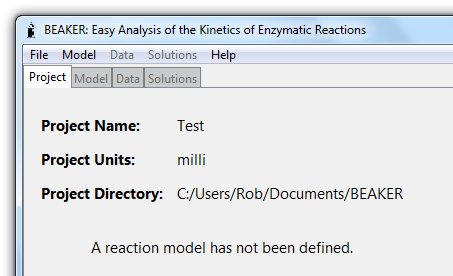 BEAKER: Easy Analysis of the Kinetics of Enzymatic Reactions
File Model Data Solutions Help
Project Model Data Solutions
Project Name: Test
Project Units: milli
Project Directory: C:/Users/Rob/Documents/BEAKER
A reaction model has not been defined.